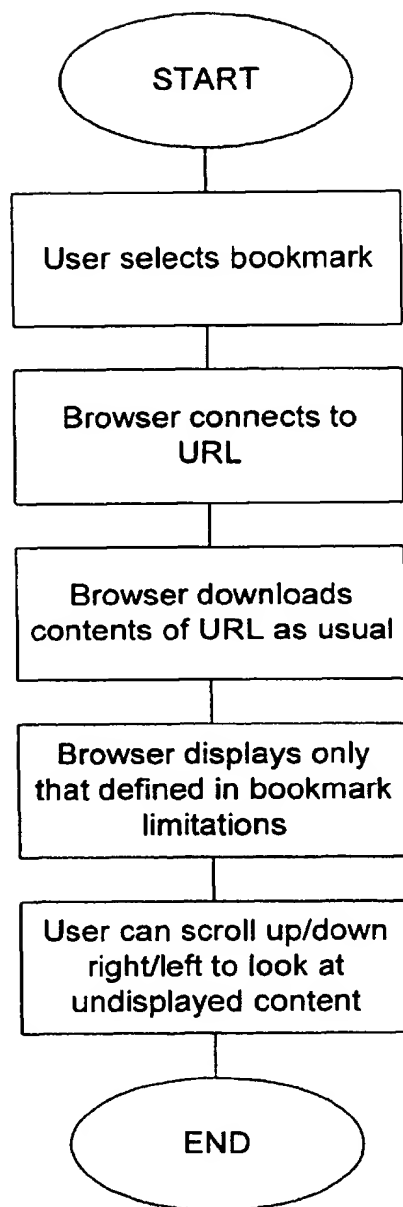 START
User selects bookmark
Browser connects to
URL
Browser downloads
contents of URL as usual
Browser displays only
that defined in bookmark
limitations
User can scroll up/down
right/left to look at
undisplayed content
END